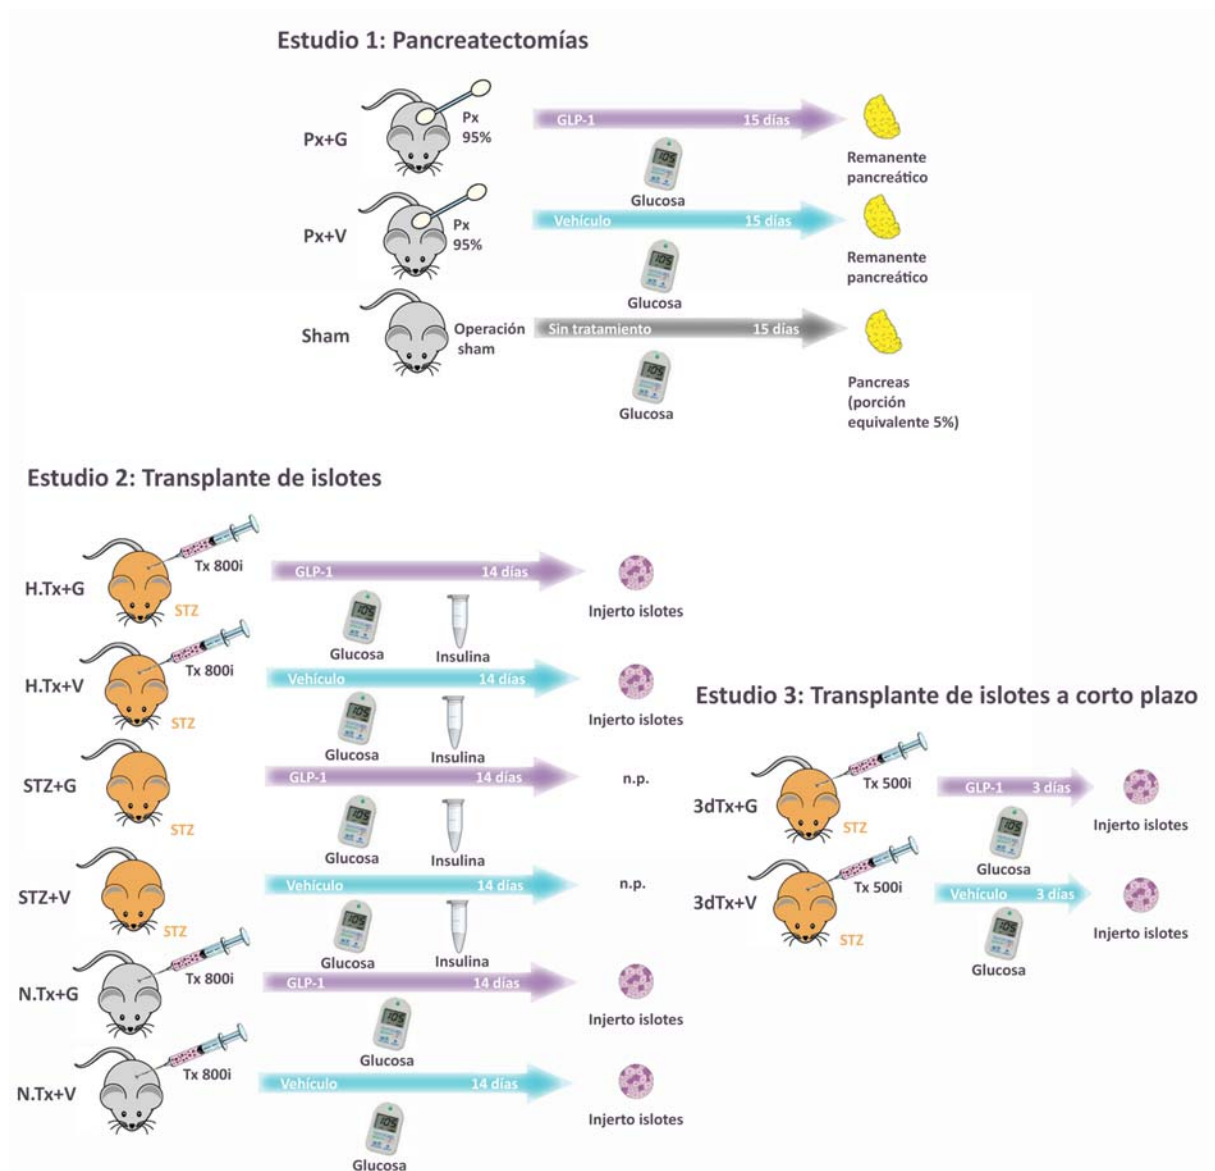 Estudio 1: Pancreatectomías
Px+G
Px
95%
GLP-1
15 días
Glucosa
Remanente
pancreático
Px+V
Px
95%
Vehículo
15 días
Glucosa
Remanente
pancreático
Sham
Operación
sham
Sin tratamiento
15 días
Glucosa
Pancreas
(porción
equivalente 5%)
Estudio 2: Transplante de islotes
H.Tx+G
Tx 800i
STZ
GLP-1
14 días
Glucosa
Insulina
Injerto islotes
H.Tx+V
Tx 800i
STZ
Vehículo
14 días
Glucosa
Insulina
Injerto islotes
STZ+G
STZ
GLP-1
14 días
Glucosa
Insulina
n.p.
STZ+V
STZ
Vehículo
14 días
Glucosa
Insulina
n.p.
N.Tx+G
Tx 800i
GLP-1
14 días
Glucosa
Injerto islotes
N.Tx+V
Tx 800i
Vehículo
14 días
Glucosa
Injerto islotes
Estudio 3: Transplante de islotes a corto plazo
3dTx+G
Tx 500i
STZ
GLP-1
3 días
Glucosa
Injerto islotes
3dTx+V
Tx 500i
STZ
Vehículo
3 días
Glucosa
Injerto islotes